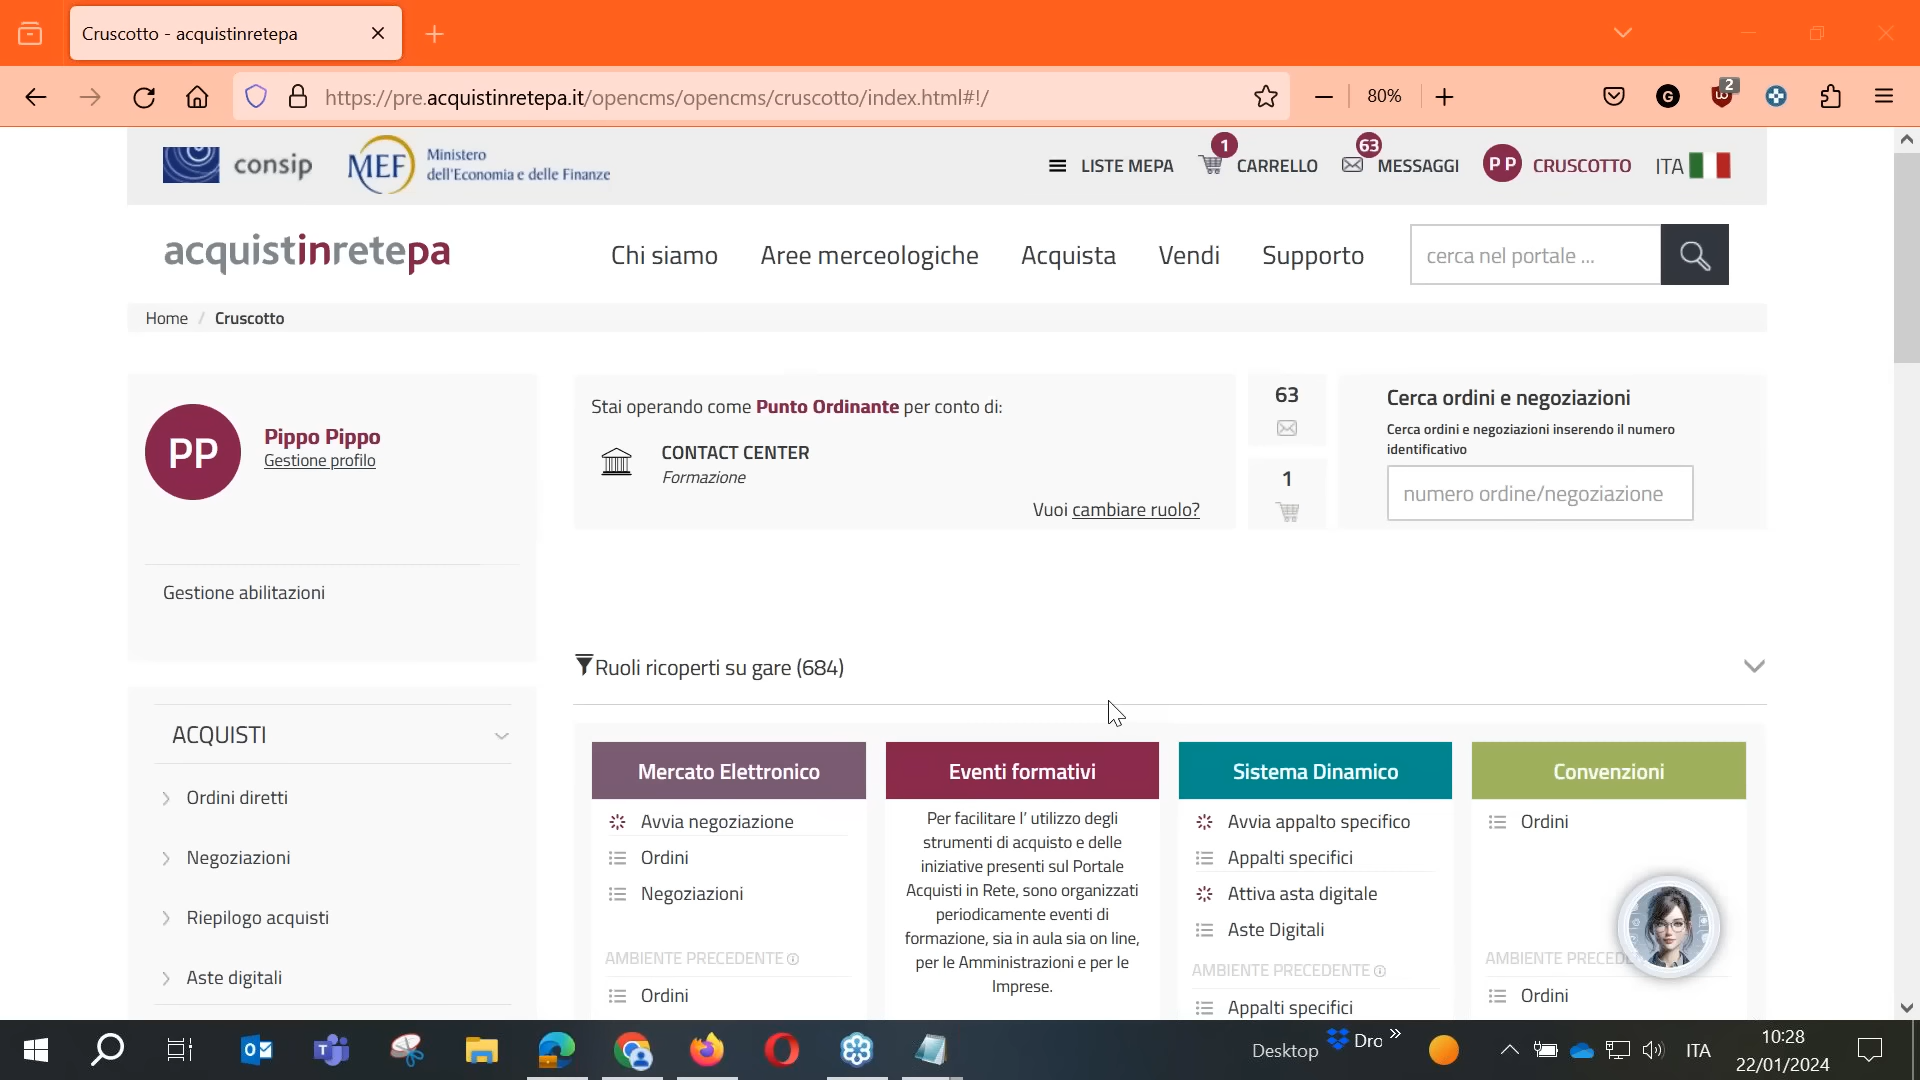 Cruscotto - acquistinretepa
https://pre.acquistinretepa.it/opencms/opencms/cruscotto/index.html#!/
80%
G
2
consip
MEF
Ministero
dell'Economia e delle Finanze
LISTE MEPA
1
CARRELLO
63
MESSAGGI
PP
CRUSCOTTO
ITA
acquistinretepa
Chi siamo
Aree merceologiche
Acquista
Vendi
Supporto
cerca nel portale ...
Home / Cruscotto
PP
Pippo Pippo
Gestione profilo
Gestione abilitazioni
Stai operando come Punto Ordinante per conto di:
CONTACT CENTER
Formazione
Vuoi cambiare ruolo?
63
1
Cerca ordini e negoziazioni
Cerca ordini e negoziazioni inserendo il numero
identificativo
numero ordine/negoziazione
Ruoli ricoperti su gare (684)
ACQUISTI
Ordini diretti
Negoziazioni
Riepilogo acquisti
Aste digitali
Mercato Elettronico
Avvia negoziazione
Ordini
Negoziazioni
AMBIENTE PRECEDENTE
Ordini
Eventi formativi
Per facilitare l' utilizzo degli
strumenti di acquisto e delle
iniziative presenti sul Portale
Acquisti in Rete, sono organizzati
periodicamente eventi di
formazione, sia in aula sia on line,
per le Amministrazioni e per le
Imprese.
Sistema Dinamico
Avvia appalto specifico
Appalti specifici
Attiva asta digitale
Aste Digitali
AMBIENTE PRECEDENTE
Appalti specifici
Convenzioni
Ordini
AMBIENTE PRECED
Ordini
Desktop
Dro
ITA
10:28
22/01/2024